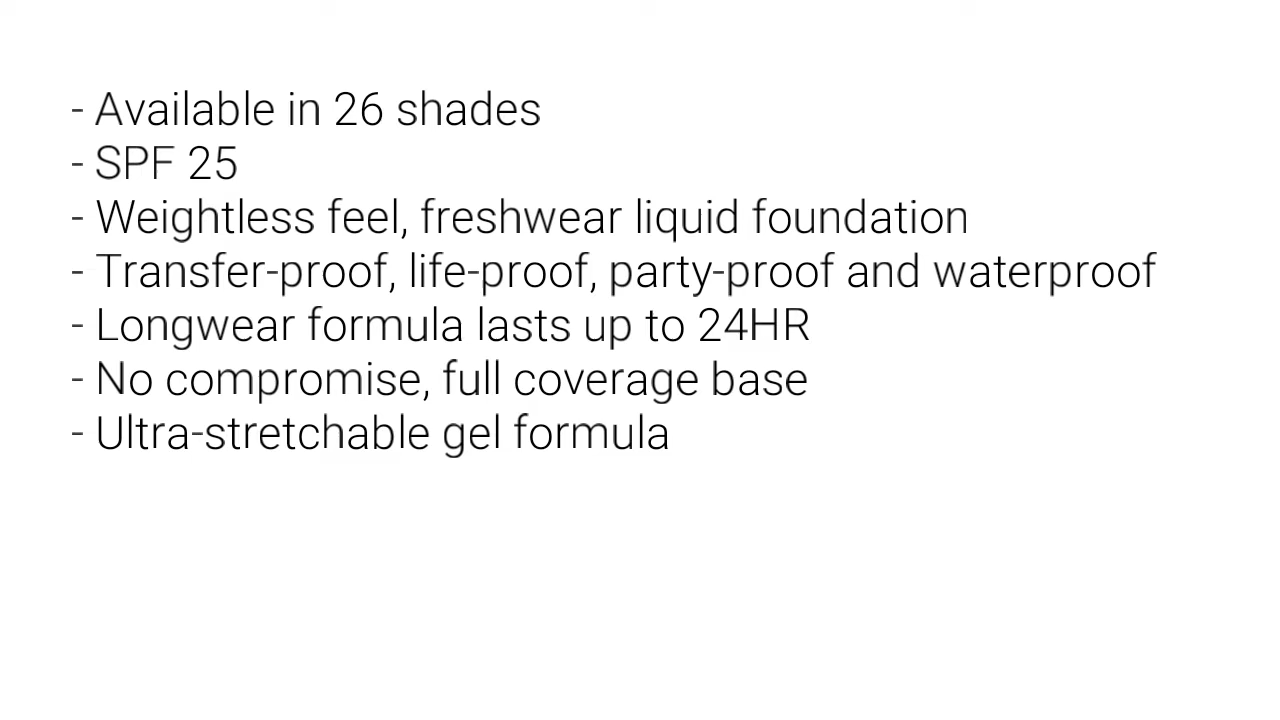 - Available in 26 shades
- SPF 25
- Weightless feel, freshwear liquid foundation
- Transfer-proof, life-proof, party-proof and waterproof
- Longwear formula lasts up to 24HR
- No compromise, full coverage base
- Ultra-stretchable gel formula